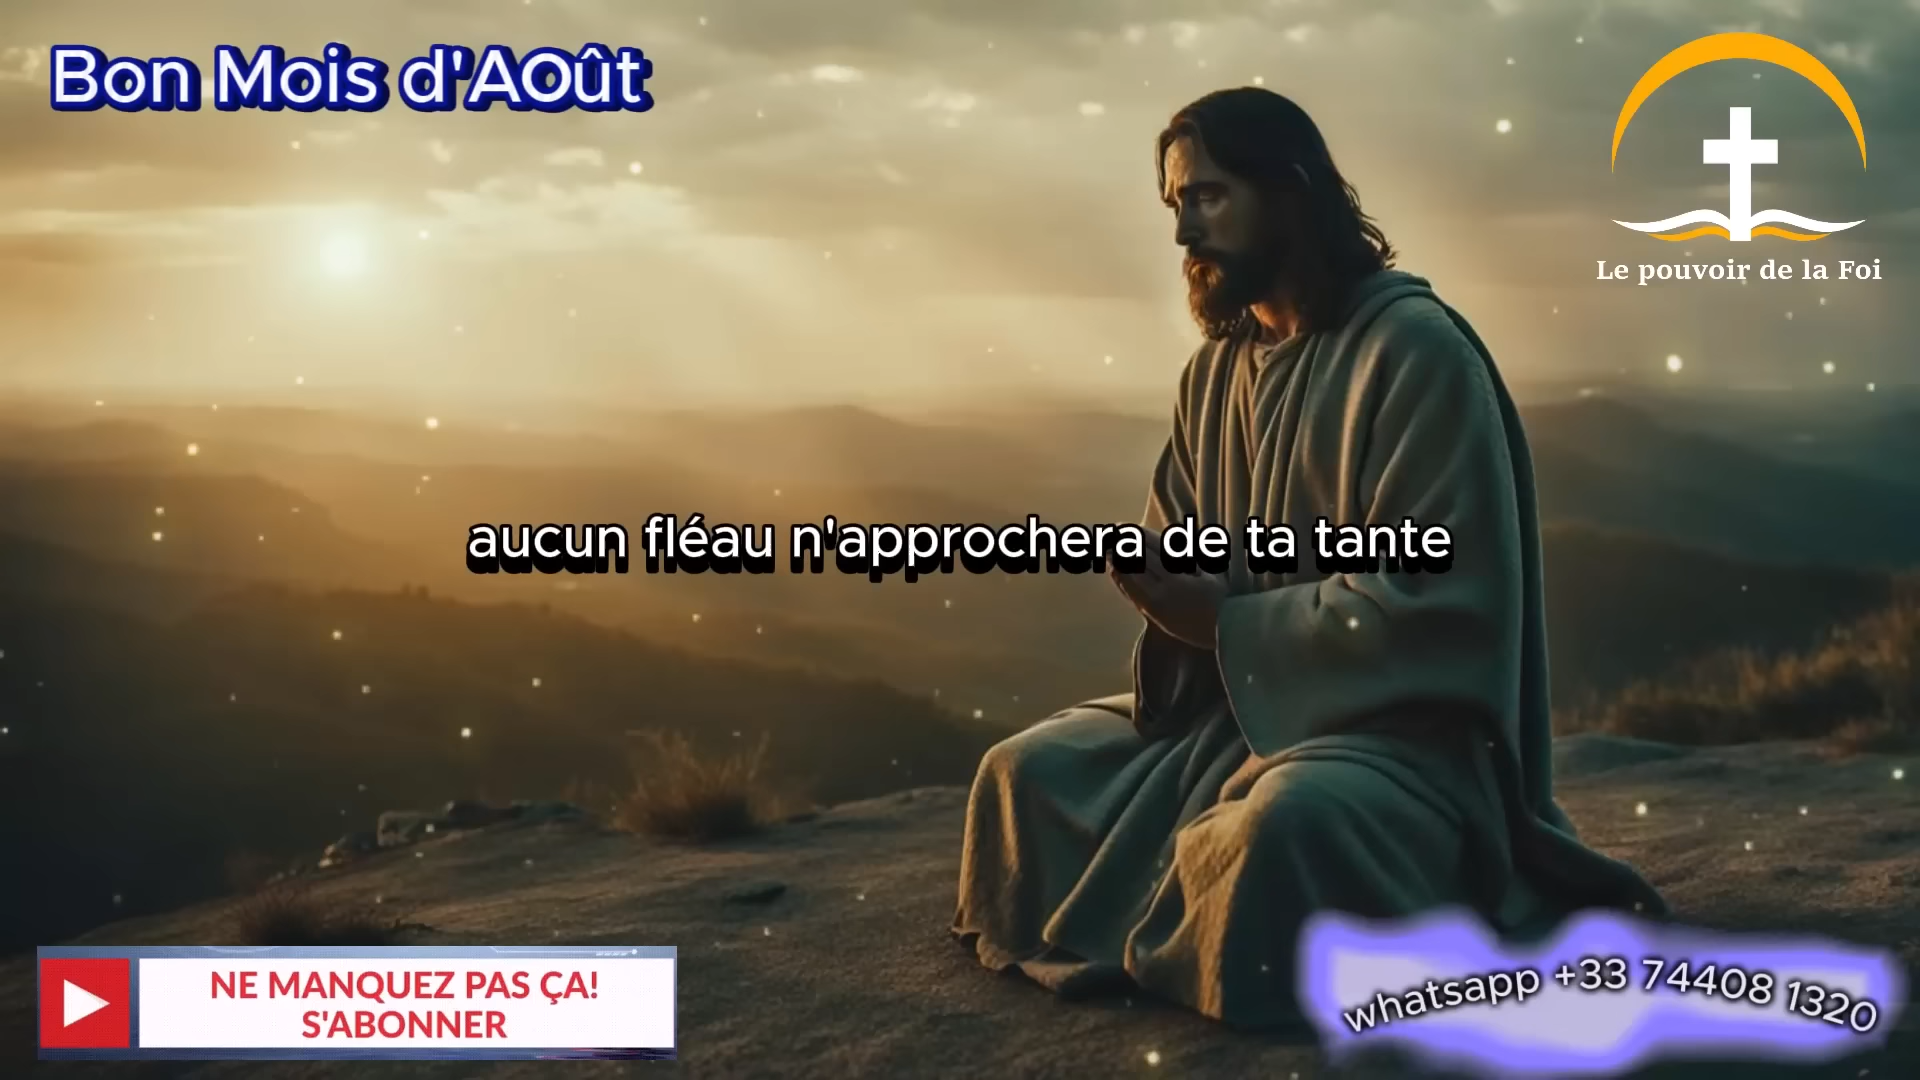 Bon Mois d'AOût
Le pouvoir de la Foi
aucun fléau n'approchera de ta tante
NE MANQUEZ PAS ÇA!
S'ABONNER
whatsapp +33 74408 1320